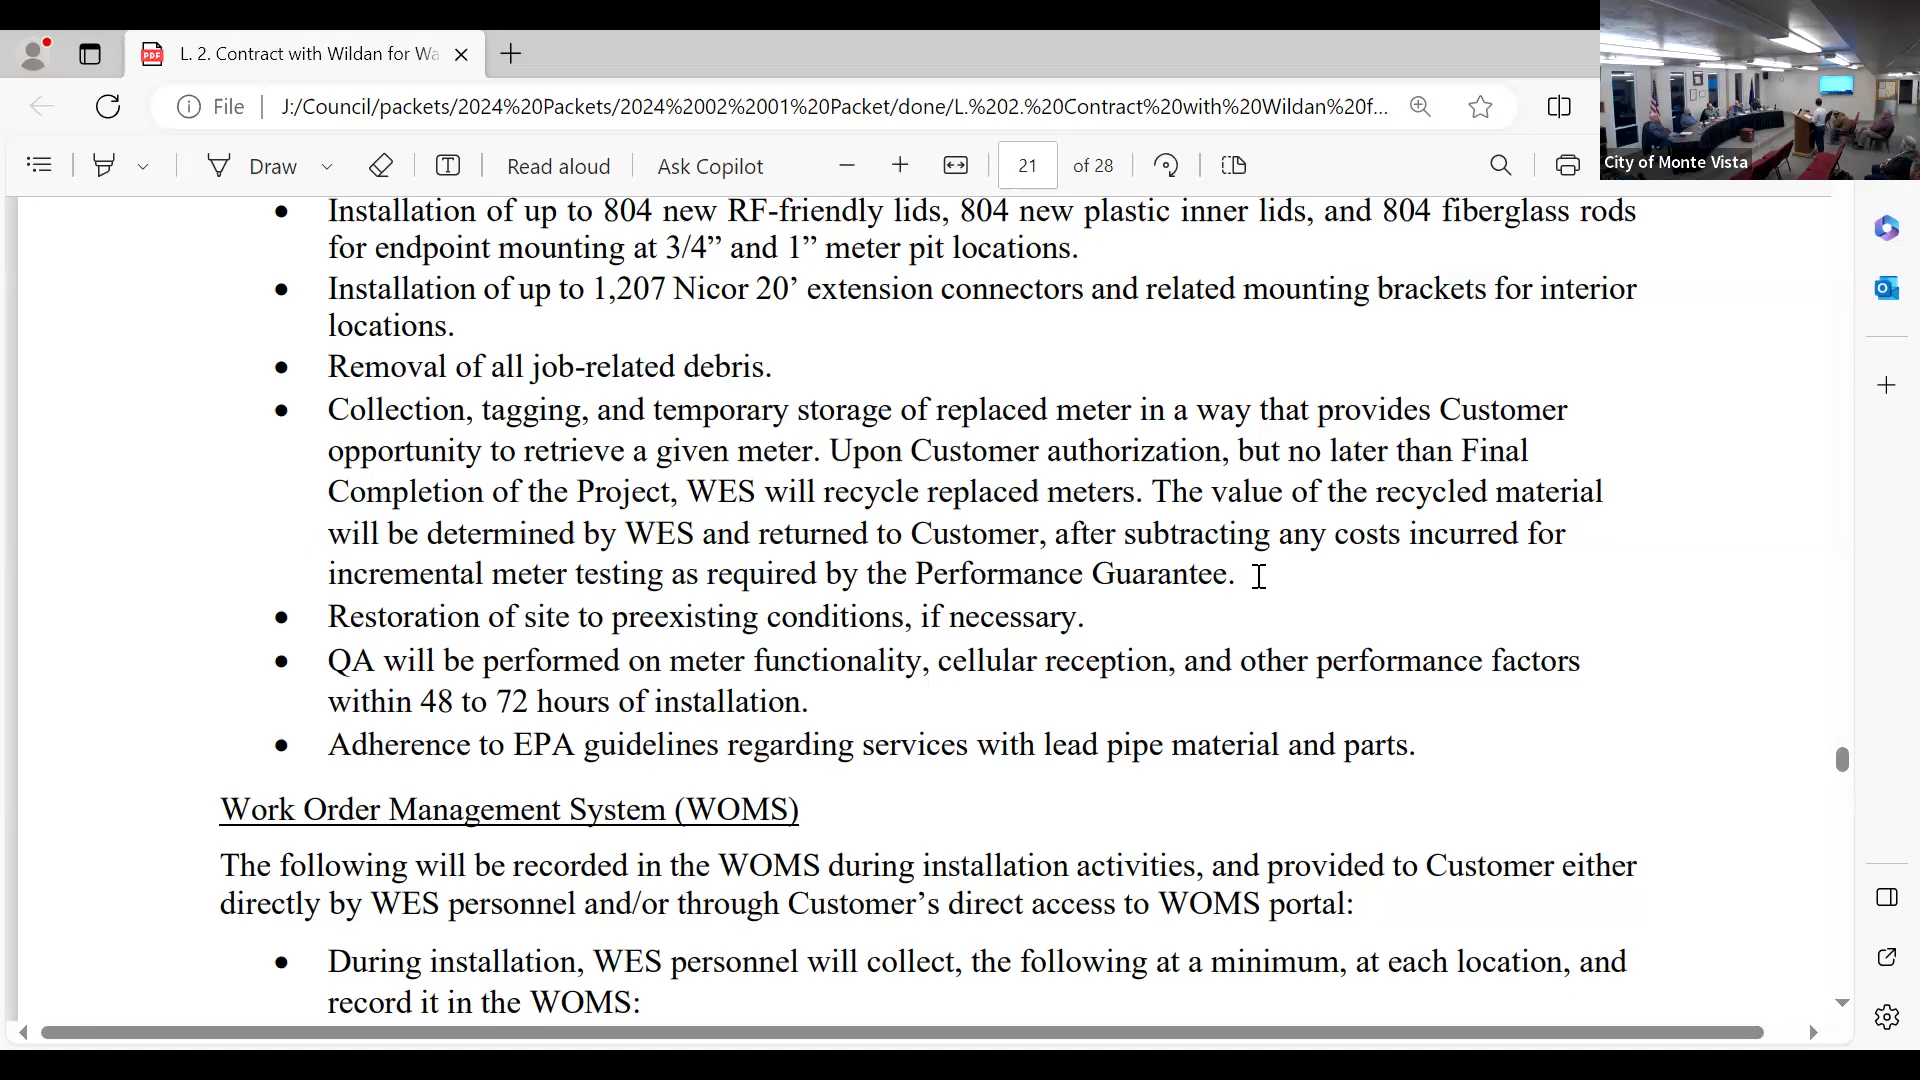 L. 2. Contract with Wildan for Wa
File
J:/Council/packets/2024%20Packets/2024%2002%2001%20Packet/done/L.%202.%20Contract%20with%20Wildan%20f...
Draw
Read aloud
Ask Copilot
21 of 28
City of Monte Vista
• Installation of up to 804 new RF-friendly lids, 804 new plastic inner lids, and 804 fiberglass rods
for endpoint mounting at 3/4” and 1” meter pit locations.
• Installation of up to 1,207 Nicor 20’ extension connectors and related mounting brackets for interior
locations.
• Removal of all job-related debris.
• Collection, tagging, and temporary storage of replaced meter in a way that provides Customer
opportunity to retrieve a given meter. Upon Customer authorization, but no later than Final
Completion of the Project, WES will recycle replaced meters. The value of the recycled material
will be determined by WES and returned to Customer, after subtracting any costs incurred for
incremental meter testing as required by the Performance Guarantee.
• Restoration of site to preexisting conditions, if necessary.
• QA will be performed on meter functionality, cellular reception, and other performance factors
within 48 to 72 hours of installation.
• Adherence to EPA guidelines regarding services with lead pipe material and parts.
Work Order Management System (WOMS)
The following will be recorded in the WOMS during installation activities, and provided to Customer either
directly by WES personnel and/or through Customer’s direct access to WOMS portal:
• During installation, WES personnel will collect, the following at a minimum, at each location, and
record it in the WOMS: